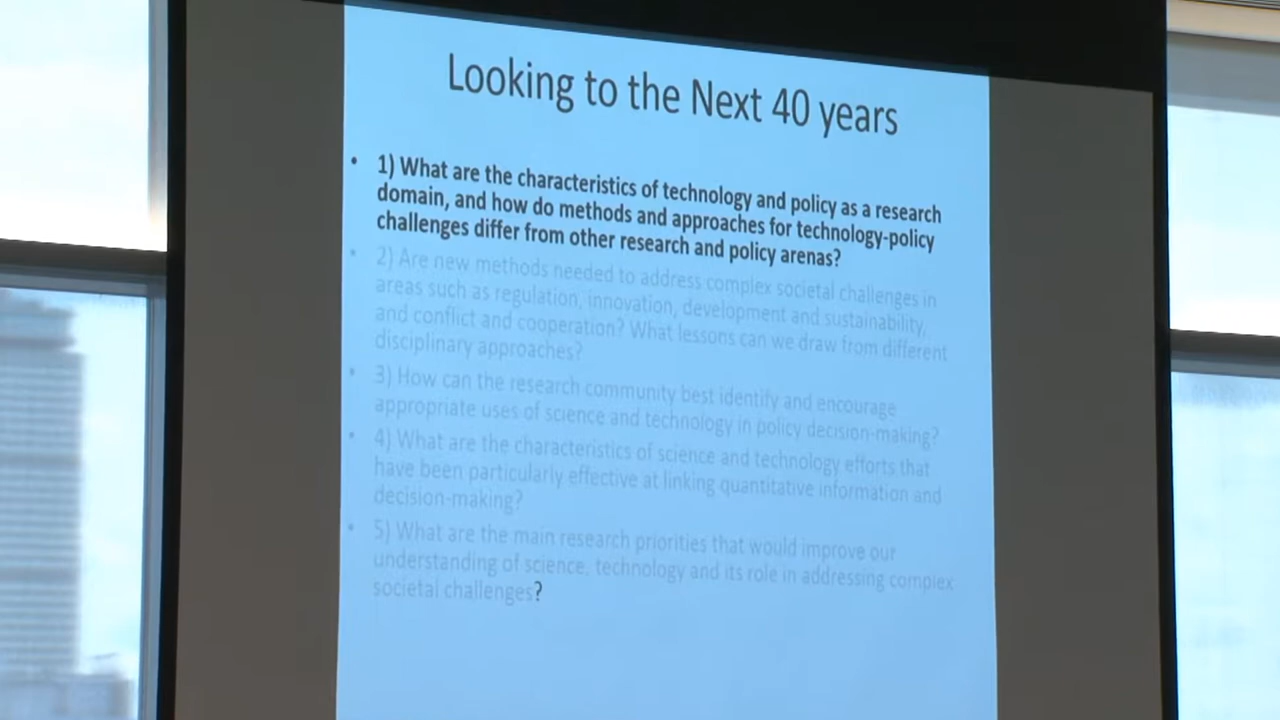 Looking to the Next 40 years
• 1) What are the characteristics of technology and policy as a research
domain, and how do methods and approaches for technology-policy
challenges differ from other research and policy arenas?
• 2) Are new methods needed to address complex societal challenges in
areas such as regulation, innovation, development and sustainability,
and conflict and cooperation? What lessons can we draw from different
disciplinary approaches?
• 3) How can the research community best identify and encourage
appropriate uses of science and technology in policy decision-making?
• 4) What are the characteristics of science and technology efforts that
have been particularly effective at linking quantitative information and
decision-making?
• 5) What are the main research priorities that would improve our
understanding of science, technology and its role in addressing complex
societal challenges?